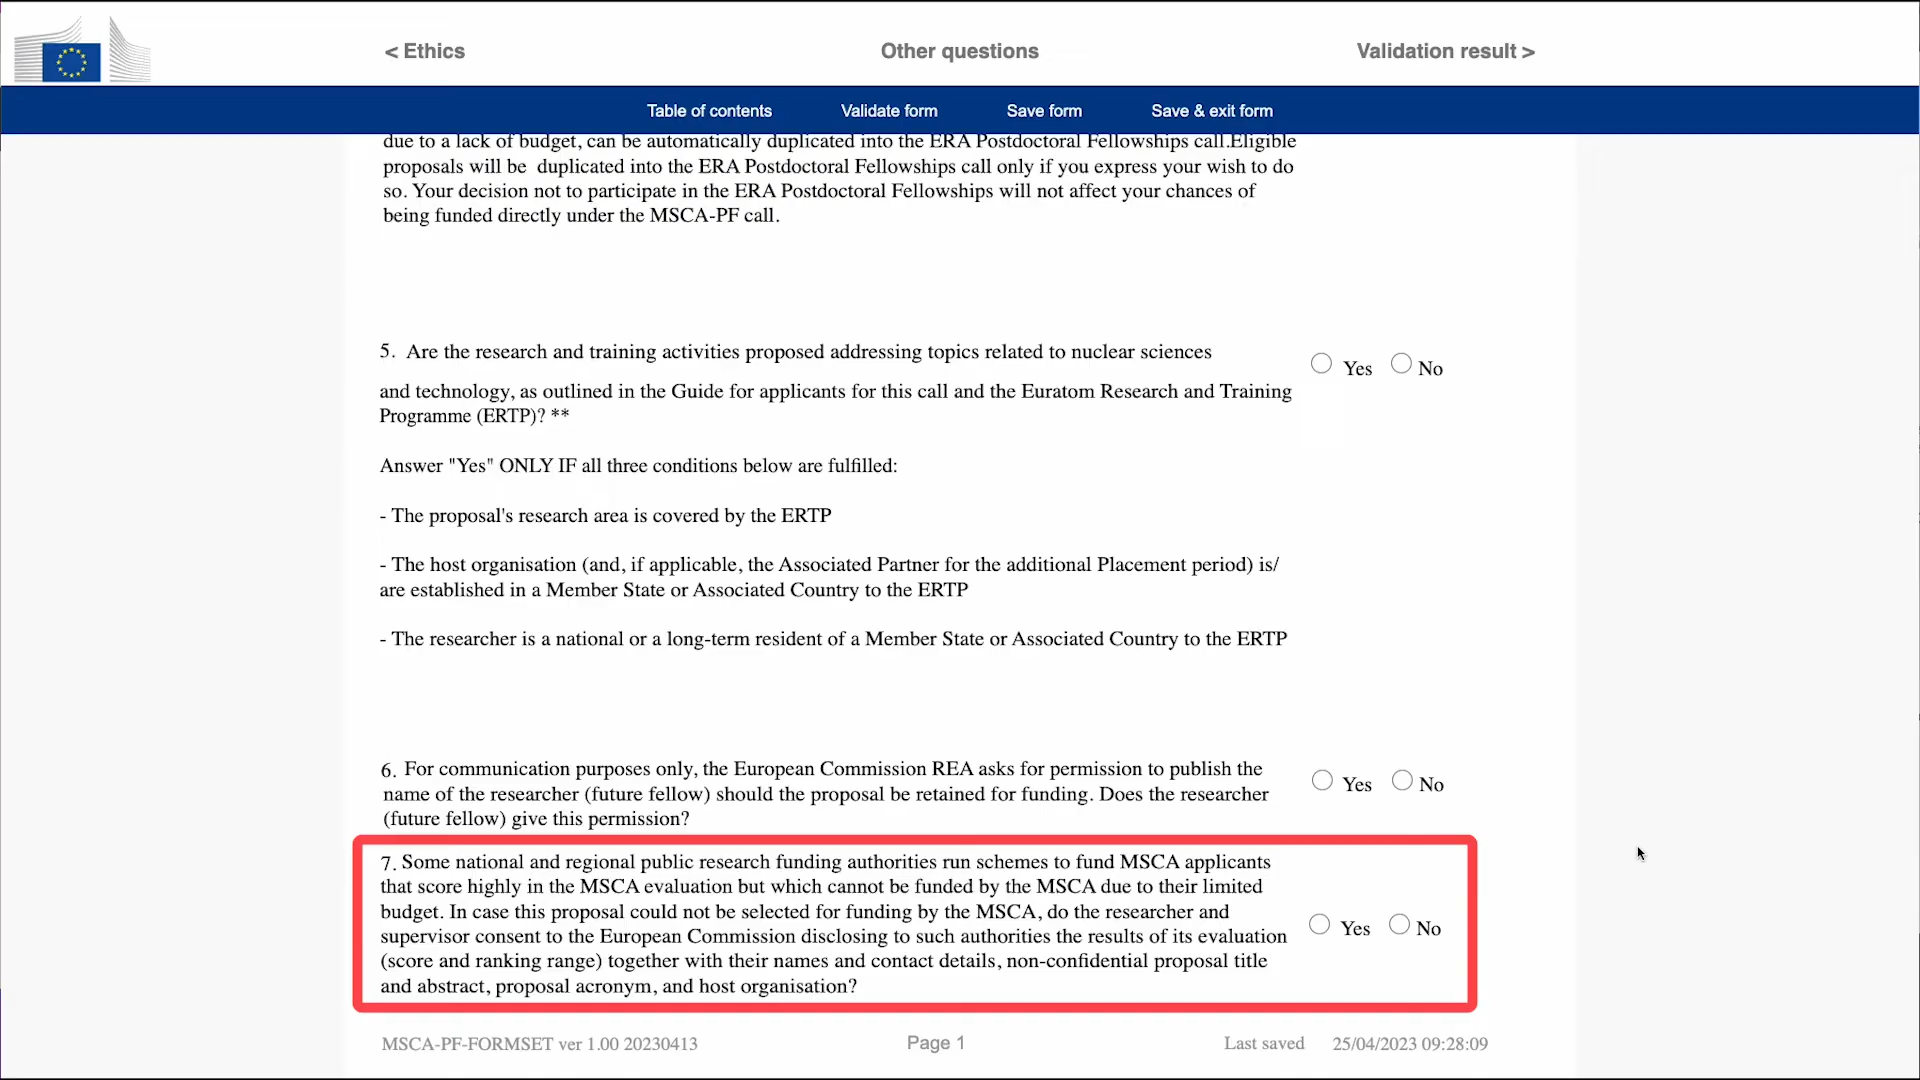 < Ethics
Other questions
Validation result >
Table of contents
Validate form
Save form
Save & exit form
due to a lack of budget, can be automatically duplicated into the ERA Postdoctoral Fellowships call.Eligible
proposals will be  duplicated into the ERA Postdoctoral Fellowships call only if you express your wish to do
so. Your decision not to participate in the ERA Postdoctoral Fellowships will not affect your chances of
being funded directly under the MSCA-PF call.
5. Are the research and training activities proposed addressing topics related to nuclear sciences
Yes No
and technology, as outlined in the Guide for applicants for this call and the Euratom Research and Training
Programme (ERTP)? **
Answer "Yes" ONLY IF all three conditions below are fulfilled:
- The proposal's research area is covered by the ERTP
- The host organisation (and, if applicable, the Associated Partner for the additional Placement period) is/
are established in a Member State or Associated Country to the ERTP
- The researcher is a national or a long-term resident of a Member State or Associated Country to the ERTP
6. For communication purposes only, the European Commission REA asks for permission to publish the
name of the researcher (future fellow) should the proposal be retained for funding. Does the researcher
(future fellow) give this permission?
Yes No
7. Some national and regional public research funding authorities run schemes to fund MSCA applicants
that score highly in the MSCA evaluation but which cannot be funded by the MSCA due to their limited
budget. In case this proposal could not be selected for funding by the MSCA, do the researcher and
supervisor consent to the European Commission disclosing to such authorities the results of its evaluation
(score and ranking range) together with their names and contact details, non-confidential proposal title
and abstract, proposal acronym, and host organisation?
Yes No
MSCA-PF-FORMSET ver 1.00 20230413
Page 1
Last saved 25/04/2023 09:28:09